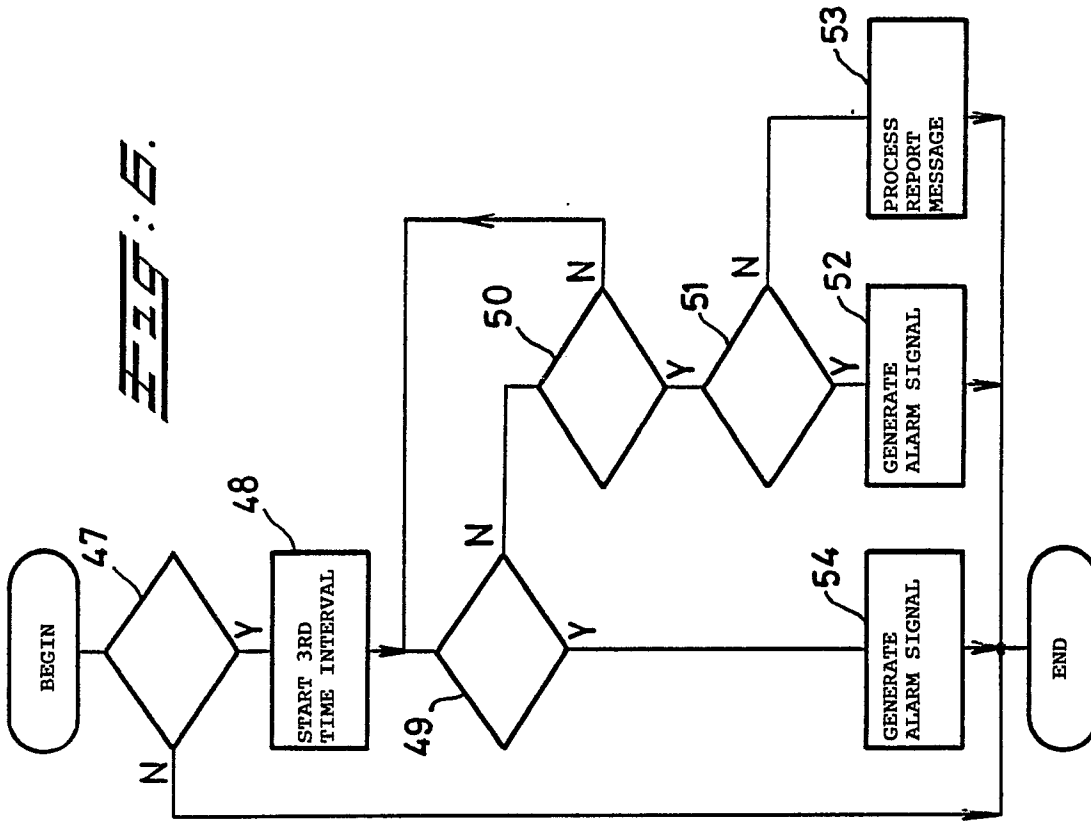 Fig: 6.
BEGIN
47
N
Y
48
START 3RD
TIME INTERVAL
49
N
Y
50
N
Y
51
N
Y
54
GENERATE
ALARM SIGNAL
52
GENERATE
ALARM SIGNAL
53
PROCESS
REPORT
MESSAGE
END